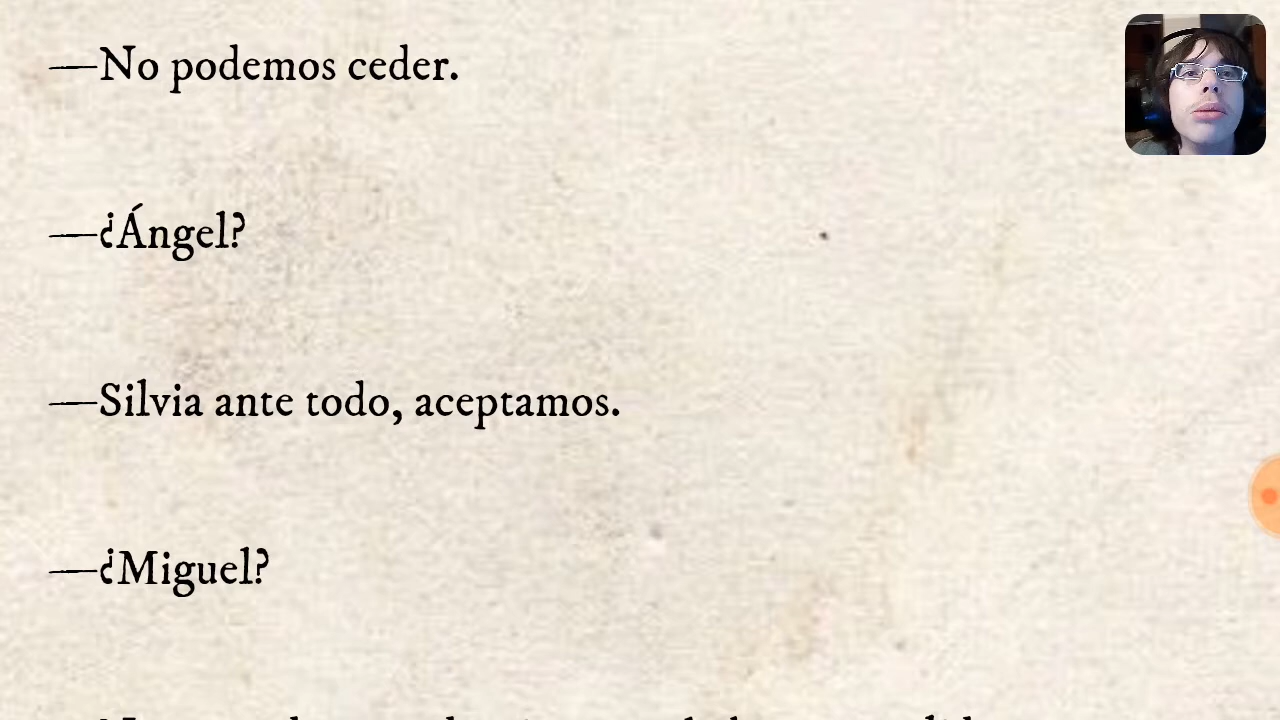 —No podemos ceder.
—¿Ángel?
—Silvia ante todo, aceptamos.
—¿Miguel?